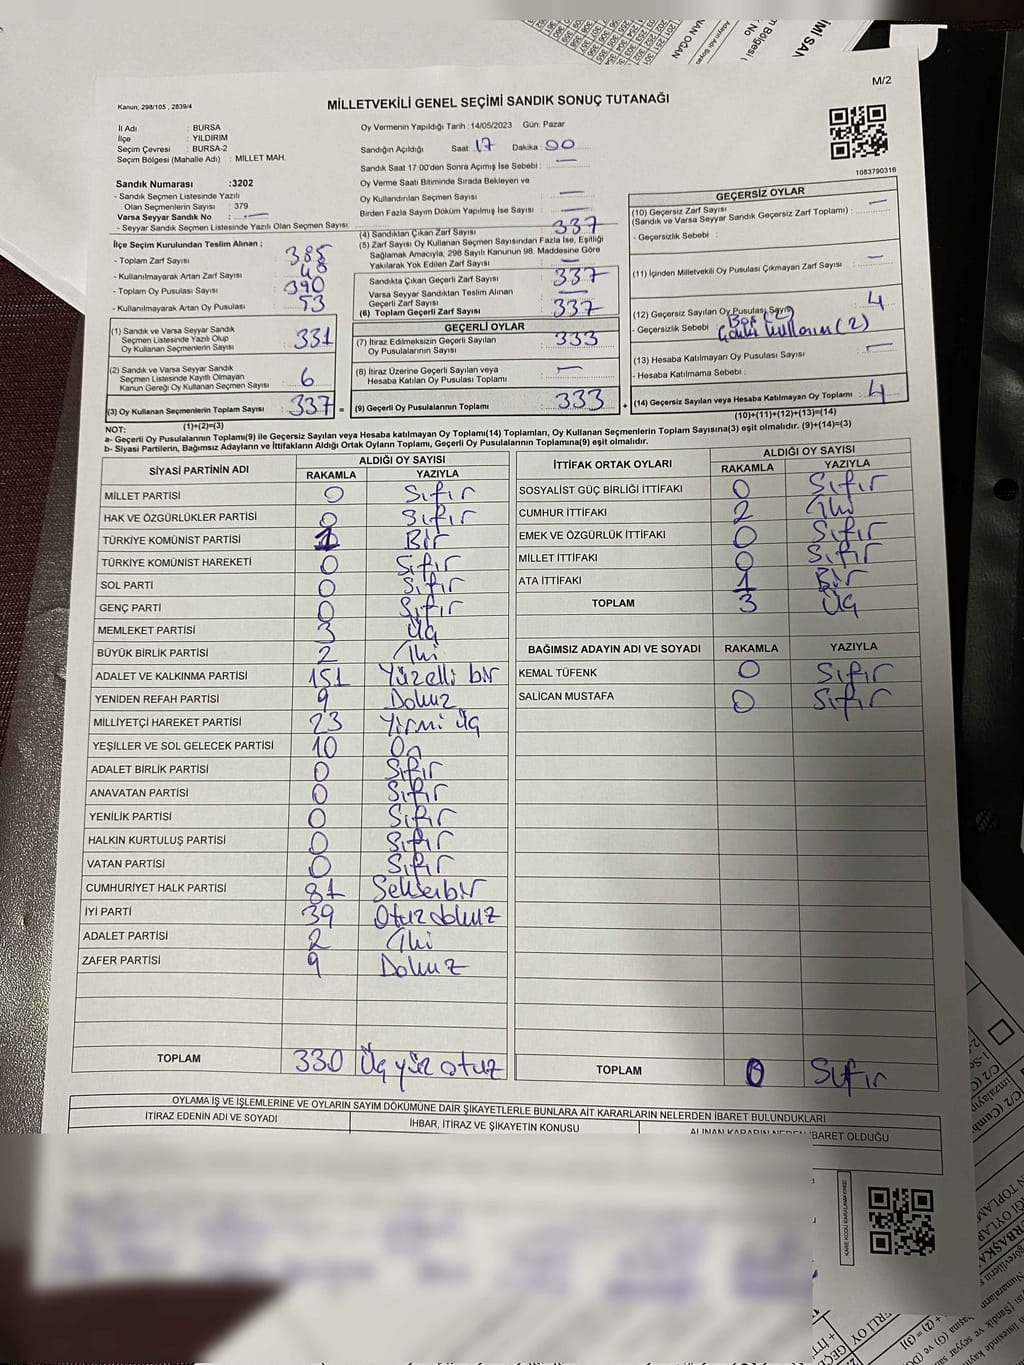 M/2
Kanun; 298/105 , 2839/4
MİLLETVEKİLİ GENEL SEÇİMİ SANDIK SONUÇ TUTANAĞI
1083790316
İl Adı : BURSA
İlçe : YILDIRIM
Seçim Çevresi : BURSA-2
Seçim Bölgesi (Mahalle Adı) : MİLLET MAH.
Sandık Numarası :3202
- Sandık Seçmen Listesinde Yazılı
Olan Seçmenlerin Sayısı : 379
Varsa Seyyar Sandık No : —
- Seyyar Sandık Seçmen Listesinde Yazılı Olan Seçmen Sayısı
İlçe Seçim Kurulundan Teslim Alınan ;
- Toplam Zarf Sayısı : 385
- Kullanılmayarak Artan Zarf Sayısı : 48
- Toplam Oy Pusulası Sayısı : 390
- Kullanılmayarak Artan Oy Pusulası : 53
(1) Sandık ve Varsa Seyyar Sandık
Seçmen Listesinde Yazılı Olup
Oy Kullanan Seçmenlerin Sayısı : 331
(2) Sandık ve Varsa Seyyar Sandık
Seçmen Listesinde Kayıtlı Olmayan
Kanun Gereği Oy Kullanan Seçmen Sayısı : 6
(3) Oy Kullanan Seçmenlerin Toplam Sayısı : 337 =
(1)+(2)=(3)
Oy Vermenin Yapıldığı Tarih :14/05/2023 Gün: Pazar
Sandığın Açıldığı Saat: 17 Dakika : 00
Sandık Saat 17:00'den Sonra Açımış İse Sebebi : —
Oy Verme Saati Bitiminde Sırada Bekleyen ve
Oy Kullandırılan Seçmen Sayısı : —
Birden Fazla Sayım Döküm Yapılmış İse Sayısı : —
(4) Sandıktan Çıkan Zarf Sayısı : 337
(5) Zarf Sayısı Oy Kullanan Seçmen Sayısından Fazla İse, Eşitliği
Sağlamak Amacıyla, 298 Sayılı Kanunun 98. Maddesine Göre
Yakılarak Yok Edilen Zarf Sayısı : —
Sandıkta Çıkan Geçerli Zarf Sayısı : 337
Varsa Seyyar Sandıktan Teslim Alınan
Geçerli Zarf Sayısı : —
(6) Toplam Geçerli Zarf Sayısı : 337
GEÇERLİ OYLAR
(7) İtiraz Edilmeksizin Geçerli Sayılan
Oy Pusulalarının Sayısı : 333
(8) İtiraz Üzerine Geçerli Sayılan veya
Hesaba Katılan Oy Pusulası Toplamı : —
(9) Geçerli Oy Pusulalarının Toplamı : 333 +
GEÇERSİZ OYLAR
(10) Geçersiz Zarf Sayısı
(Sandık ve Varsa Seyyar Sandık Geçersiz Zarf Toplamı) : —
- Geçersizlik Sebebi :
(11) İçinden Milletvekili Oy Pusulası Çıkmayan Zarf Sayısı : —
(12) Geçersiz Sayılan Oy Pusulası Sayısı : 4
- Geçersizlik Sebebi : Boş (2)
(2)
(13) Hesaba Katılmayan Oy Pusulası Sayısı : —
- Hesaba Katılmama Sebebi :
(14) Geçersiz Sayılan veya Hesaba Katılmayan Oy Toplamı : 4
(10)+(11)+(12)+(13)=(14)
NOT:
a- Geçerli Oy Pusulalarının Toplamı(9) ile Geçersiz Sayılan veya Hesaba katılmayan Oy Toplamı(14) Toplamları, Oy Kullanan Seçmenlerin Toplam Sayısına(3) eşit olmalıdır. (9)+(14)=(3)
b- Siyasi Partilerin, Bağımsız Adayların ve İttifakların Aldığı Ortak Oyların Toplamı, Geçerli Oy Pusulalarının Toplamına(9) eşit olmalıdır.
SİYASİ PARTİNİN ADI ALDIĞI OY SAYISI
RAKAMLA YAZIYLA
MİLLET PARTİSİ 0 Sıfır
HAK VE ÖZGÜRLÜKLER PARTİSİ 0 Sıfır
TÜRKİYE KOMÜNİST PARTİSİ 1 Bir
TÜRKİYE KOMÜNİST HAREKETİ 0 Sıfır
SOL PARTİ 0 Sıfır
GENÇ PARTİ 0 Sıfır
MEMLEKET PARTİSİ 3 Üç
BÜYÜK BİRLİK PARTİSİ 2 İki
ADALET VE KALKINMA PARTİSİ 151 Yüzelli bir
YENİDEN REFAH PARTİSİ 9 Dokuz
MİLLİYETÇİ HAREKET PARTİSİ 23 Yirmi üç
YEŞİLLER VE SOL GELECEK PARTİSİ 10 On
ADALET BİRLİK PARTİSİ 0 Sıfır
ANAVATAN PARTİSİ 0 Sıfır
YENİLİK PARTİSİ 0 Sıfır
HALKIN KURTULUŞ PARTİSİ 0 Sıfır
VATAN PARTİSİ 0 Sıfır
CUMHURİYET HALK PARTİSİ 81 Seksenbir
İYİ PARTİ 39 Otuzdokuz
ADALET PARTİSİ 2 İki
ZAFER PARTİSİ 9 Dokuz
TOPLAM 330 Üç yüz otuz
İTTİFAK ORTAK OYLARI ALDIĞI OY SAYISI
RAKAMLA YAZIYLA
SOSYALİST GÜÇ BİRLİĞİ İTTİFAKI 0 Sıfır
CUMHUR İTTİFAKI 2 İki
EMEK VE ÖZGÜRLÜK İTTİFAKI 0 Sıfır
MİLLET İTTİFAKI 0 Sıfır
ATA İTTİFAKI 1 Bir
TOPLAM 3 Üç
BAĞIMSIZ ADAYIN ADI VE SOYADI RAKAMLA YAZIYLA
KEMAL TÜFENK 0 Sıfır
SALİCAN MUSTAFA 0 Sıfır
TOPLAM 0 Sıfır
OYLAMA İŞ VE İŞLEMLERİNE VE OYLARIN SAYIM DÖKÜMÜNE DAİR ŞİKAYETLERLE BUNLARA AİT KARARLARIN NELERDEN İBARET BULUNDUKLARI
İTİRAZ EDENİN ADI VE SOYADI İHBAR, İTİRAZ VE ŞİKAYETİN KONUSU ALINAN KARARIN NEDEN İBARET OLDUĞU